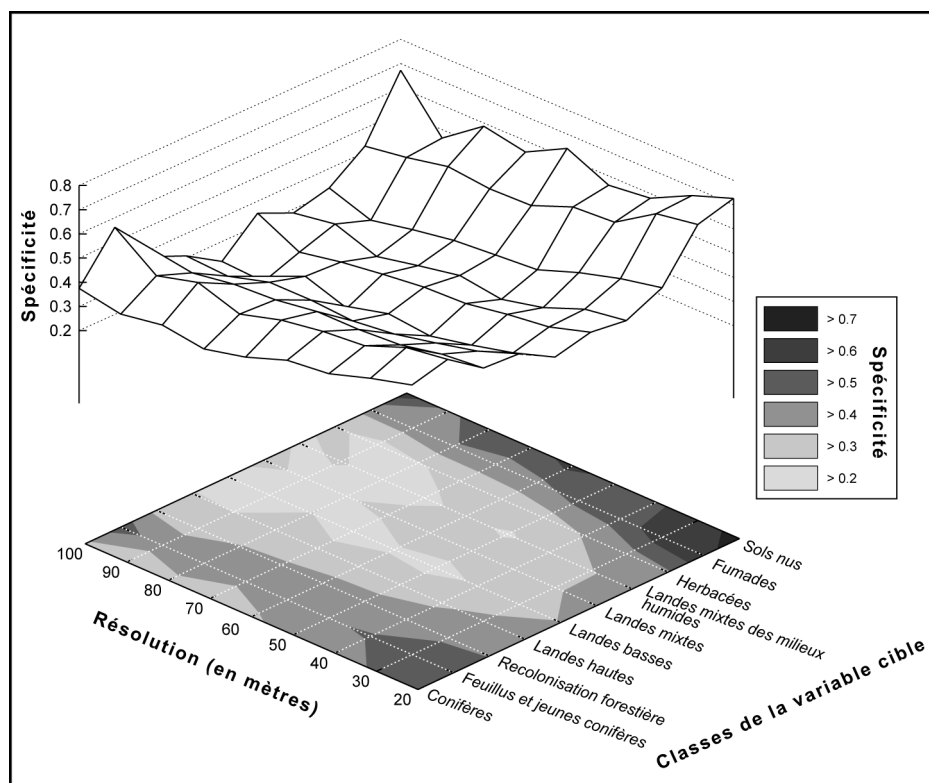 0.8
0.7
0.6
0.5
0.4
0.3
0.2
Spécificité
> 0.7
> 0.6
> 0.5
> 0.4
> 0.3
> 0.2
Spécificité
100
90
80
70
60
50
40
30
20
Résolution (en mètres)
Sols nus
Fumades
Herbacées
Landes mixtes des milieux
humides
Landes mixtes
Landes basses
Landes hautes
Recolonisation forestière
Feuillus et jeunes conifères
Conifères
Classes de la variable cible